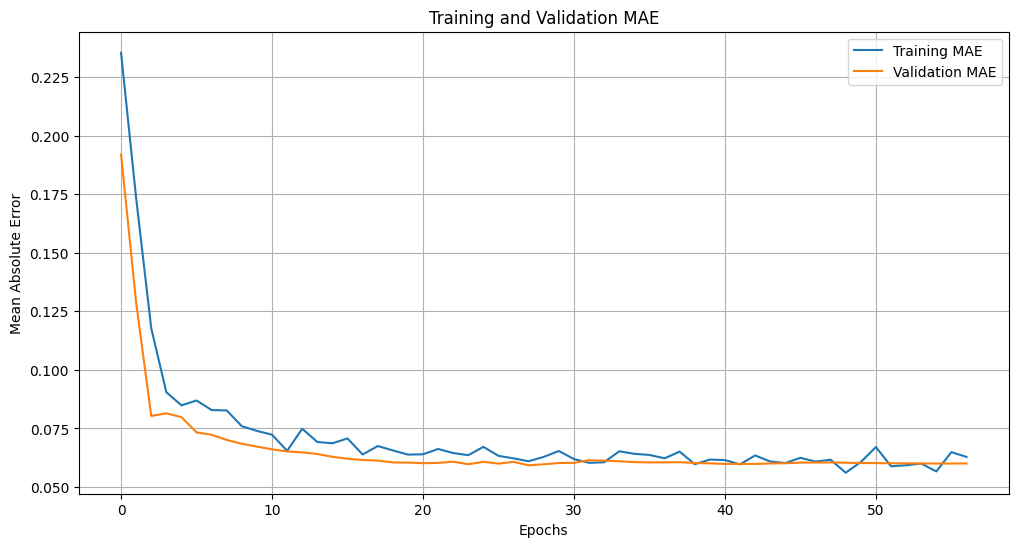 Training and Validation MAE
Training MAE
Validation MAE
Mean Absolute Error
0.225
0.200
0.175
0.150
0.125
0.100
0.075
0.050
0
10
20
30
40
50
Epochs